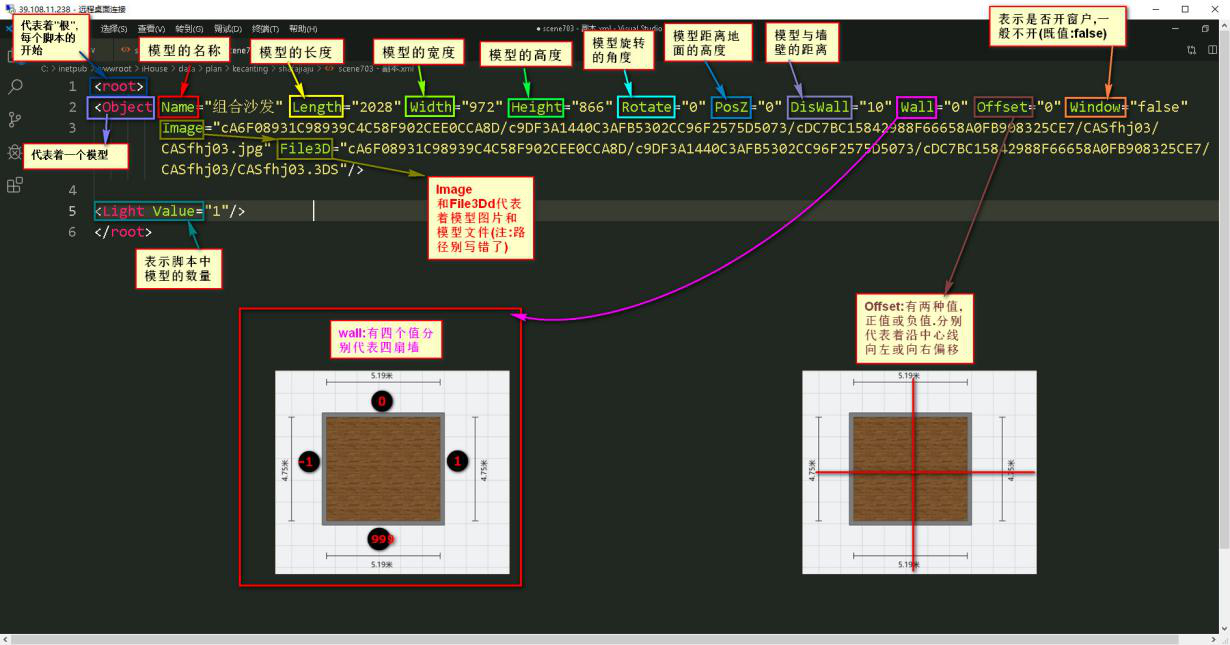 39.108.11.238 - 远程桌面连接
选择(S) 查看(V) 转到(G) 调试(D) 终端(T) 帮助(H)
代表着"根",
每个脚本的
开始
模型的名称
模型的长度
模型的宽度
模型的高度
模型旋转
的角度
模型距离地
面的高度
模型与墙
壁的距离
表示是否开窗户,一
般不开(既值:false)
C: > inetpub > wwwroot > iHouse > data > plan > kecanting > shafajiaju > scene703 - 副本.xml
1 <root>
2 <Object Name="组合沙发" Length="2028" Width="972" Height="866" Rotate="0" PosZ="0" DisWall="10" Wall="0" Offset="0" Window="false"
3 Image="cA6F08931C98939C4C58F902CEE0CCA8D/c9DF3A1440C3AFB5302CC96F2575D5073/cDC7BC15842988F66658A0FB908325CE7/CASfhj03/
CASfhj03.jpg" File3D="cA6F08931C98939C4C58F902CEE0CCA8D/c9DF3A1440C3AFB5302CC96F2575D5073/cDC7BC15842988F66658A0FB908325CE7/
CASfhj03/CASfhj03.3DS"/>
4
5 <Light Value="1"/>
6 </root>
代表着一个模型
Image
和File3Dd代表
着模型图片和
模型文件(注:路
径别写错了)
表示脚本中
模型的数量
wall:有四个值分
别代表四扇墙
5.19米
0
4.75米
-1
1
4.75米
999
5.19米
Offset:有两种值,
正值或负值.分别
代表着沿中心线
向左或向右偏移
5.19米
4.75米
4.75米
5.19米